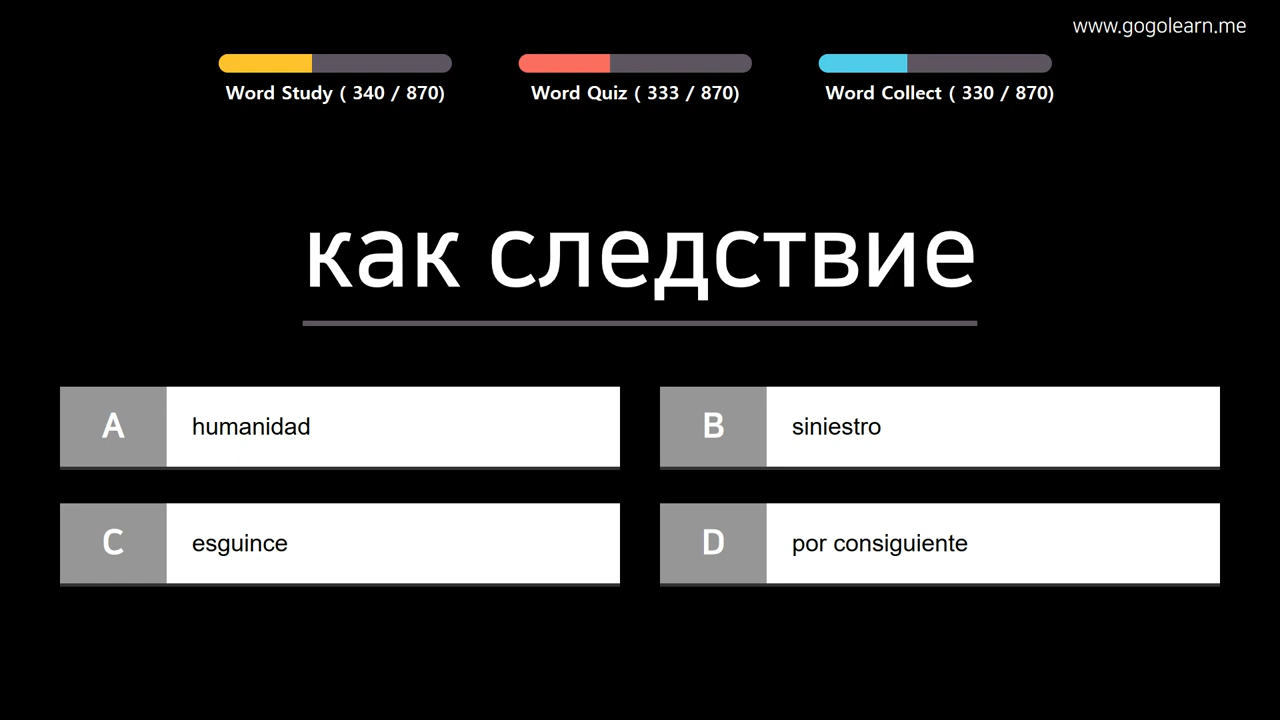 www.gogolearn.me
Word Study ( 340 / 870)
Word Quiz ( 333 / 870)
Word Collect ( 330 / 870)
как следствие
A humanidad
B siniestro
C esguince
D por consiguiente